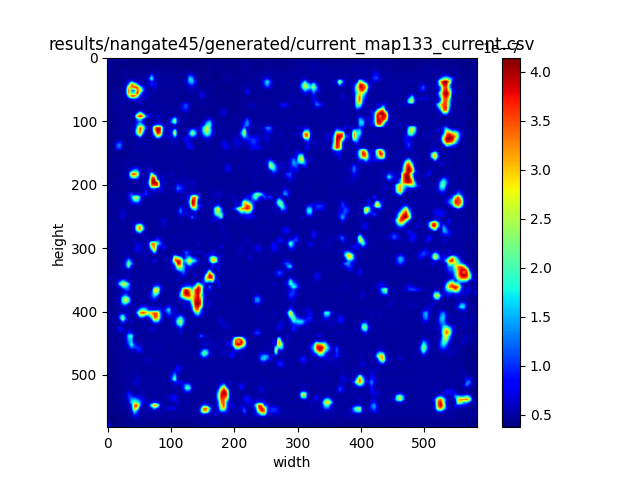 results/nangate45/generated/current_map133_current.csv
1e−7
0
100
200
300
400
500
height
0 100 200 300 400 500
width
4.0
3.5
3.0
2.5
2.0
1.5
1.0
0.5